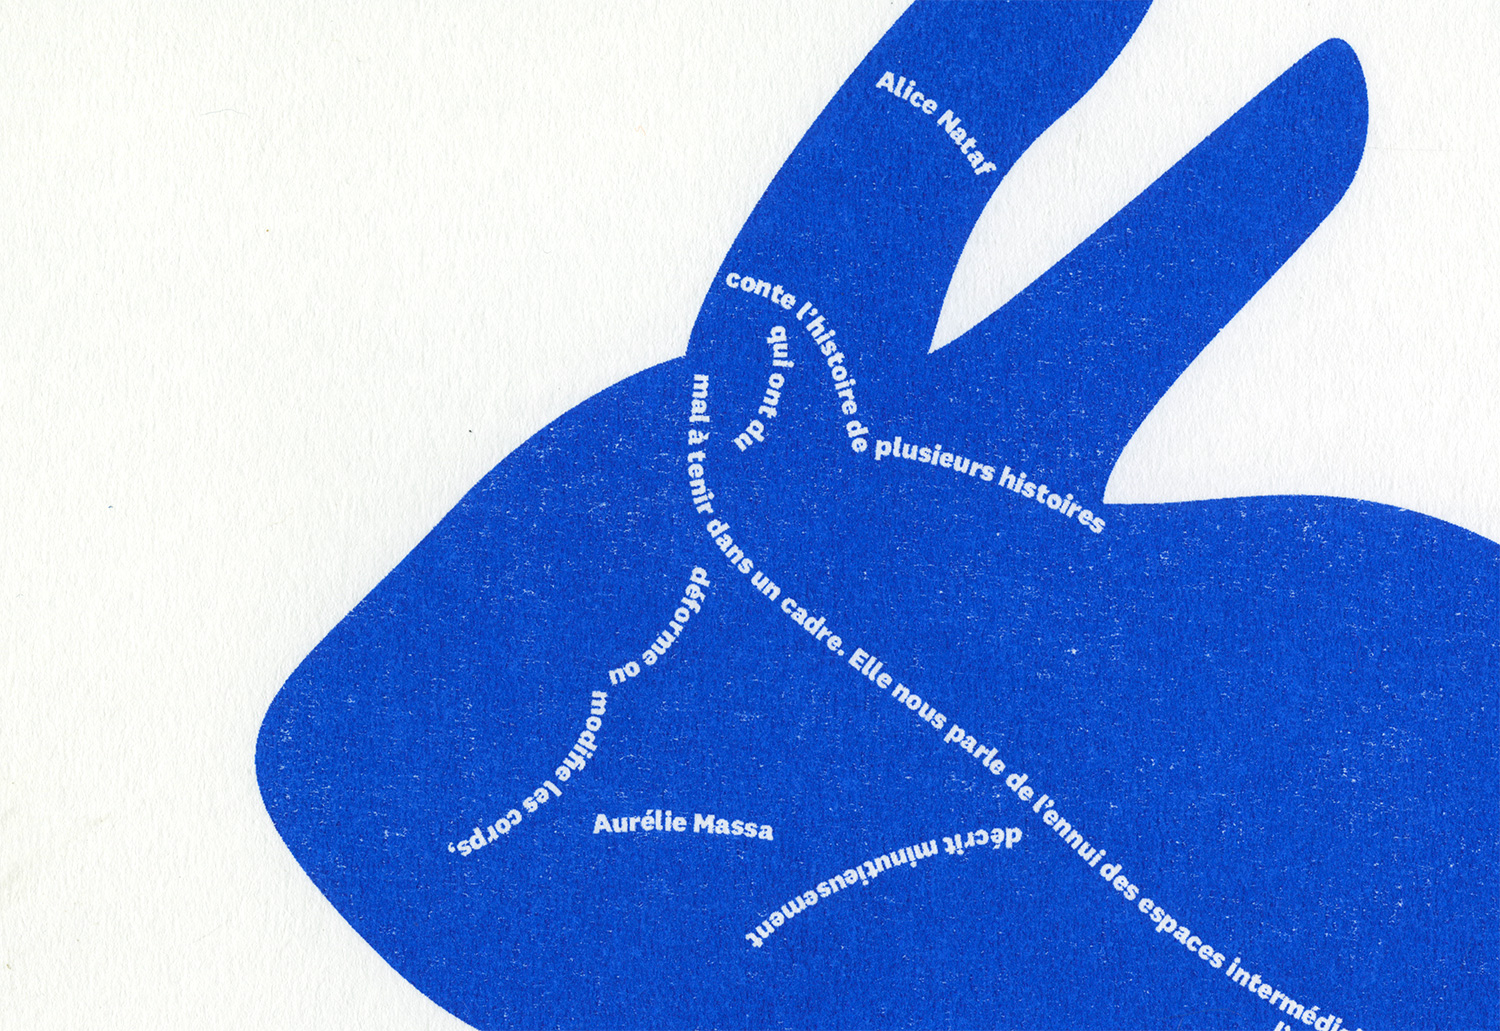 Alice Nataf
conte l'histoire de
plusieurs histoires
qui ont du
mal à tenir dans un cadre. Elle nous parle de l'ennui des espaces
déforme ou
modifie les corps,
Aurélie Massa
décrit minutieusement